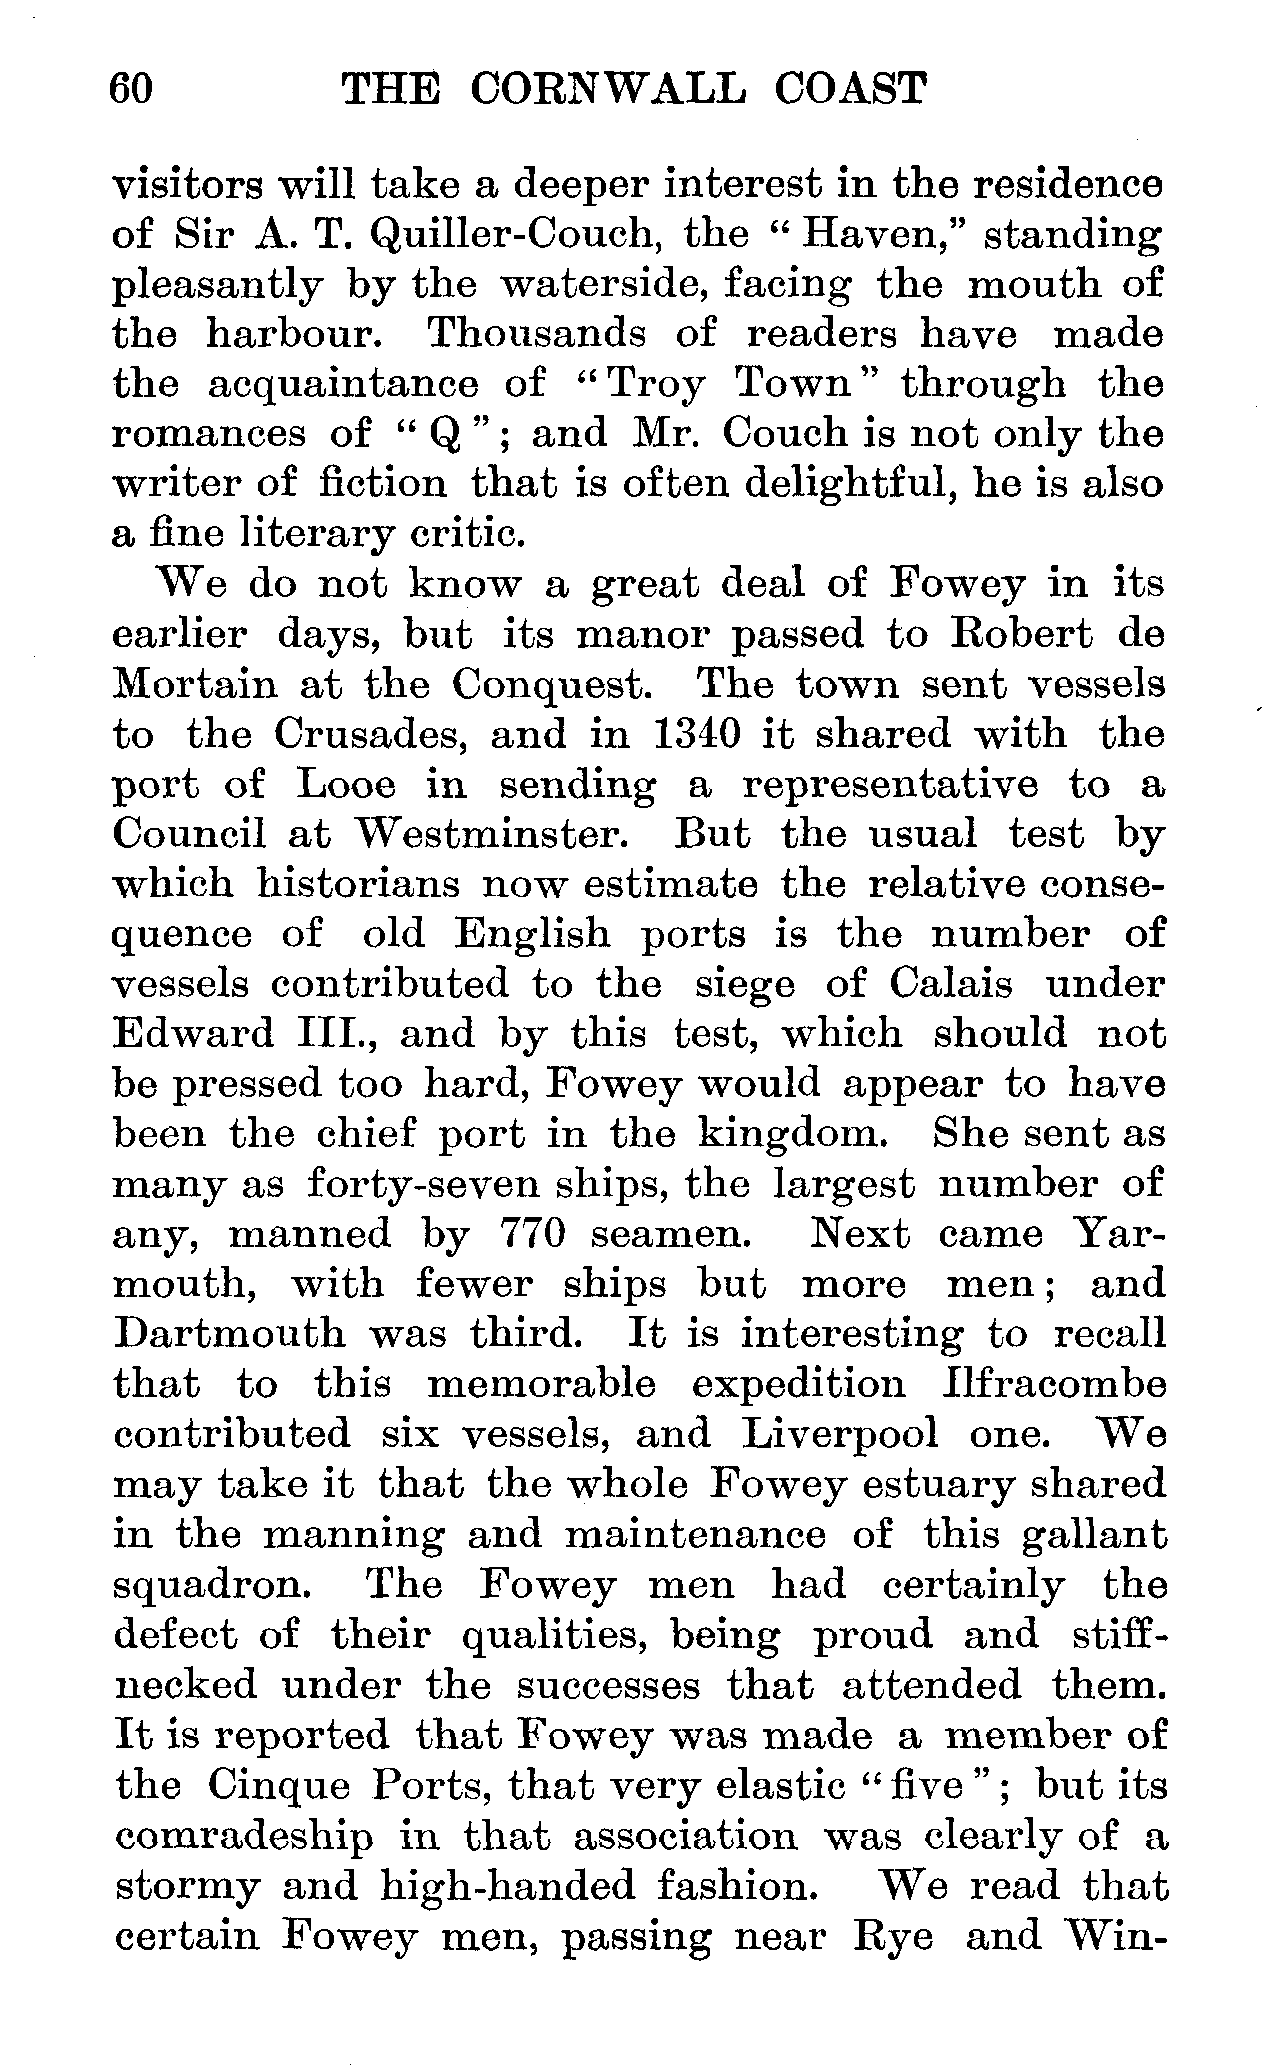 60 THE CORNWALL COAST
visitors will take a deeper interest in the residence
of Sir A. T. Quiller-Couch, the “ Haven,” standing
pleasantly by the waterside, facing the mouth of
the harbour. Thousands of readers have made
the acquaintance of “ Troy Town ” through the
romances of “ Q ” ; and Mr. Couch is not only the
writer of fiction that is often delightful, he is also
a fine literary critic.
We do not know a great deal of Fowey in its
earlier days, but its manor passed to Robert de
Mortain at the Conquest. The town sent vessels
to the Crusades, and in 1340 it shared with the
port of Looe in sending a representative to a
Council at Westminster. But the usual test by
which historians now estimate the relative conse-
quence of old English ports is the number of
vessels contributed to the siege of Calais under
Edward III., and by this test, which should not
be pressed too hard, Fowey would appear to have
been the chief port in the kingdom. She sent as
many as forty-seven ships, the largest number of
any, manned by 770 seamen. Next came Yar-
mouth, with fewer ships but more men ; and
Dartmouth was third. It is interesting to recall
that to this memorable expedition Ilfracombe
contributed six vessels, and Liverpool one. We
may take it that the whole Fowey estuary shared
in the manning and maintenance of this gallant
squadron. The Fowey men had certainly the
defect of their qualities, being proud and stiff-
necked under the successes that attended them.
It is reported that Fowey was made a member of
the Cinque Ports, that very elastic “ five ” ; but its
comradeship in that association was clearly of a
stormy and high-handed fashion. We read that
certain Fowey men, passing near Rye and Win-